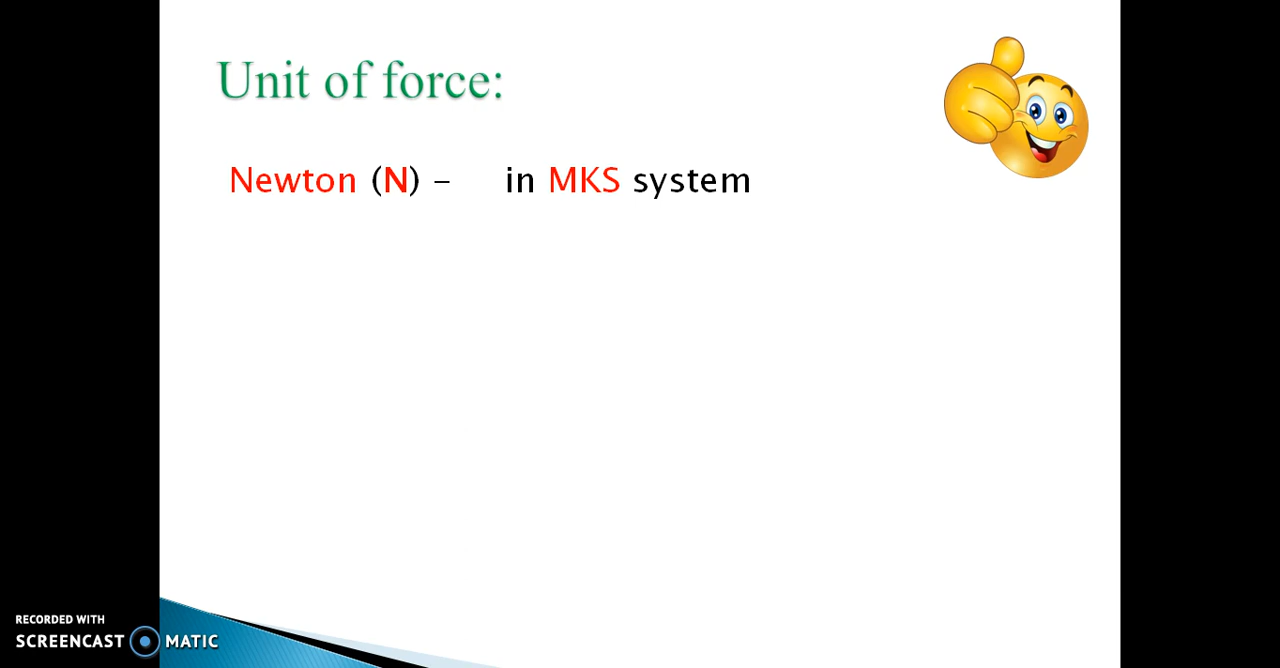 Unit of force:
Newton (N) – in MKS system
RECORDED WITH
SCREENCAST MATIC